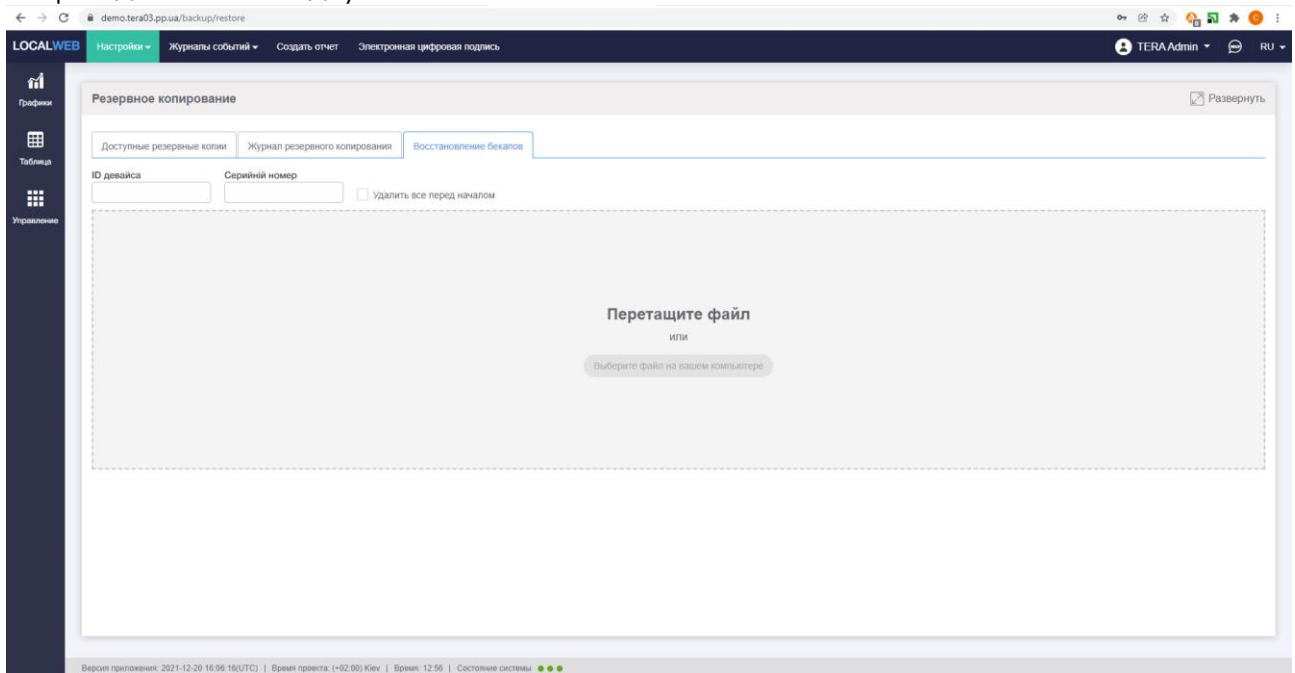 demo.tera03.pp.ua/backup/restore
LOCALWEB Настройки Журналы событий Создать отчет Электронная цифровая подпись TERA Admin RU
Графики
Таблица
Управление
Резервное копирование Развернуть
Доступные резервные копии Журнал резервного копирования Восстановление бекапов
ID девайса Серийній номер
Удалить все перед началом
Перетащите файл
или
Выберите файл на вашем компьютере
Версия приложения: 2021-12-20 16:06:16(UTC) | Время проекта: (+02:00) Kiev | Время: 12:56 | Состояние системы